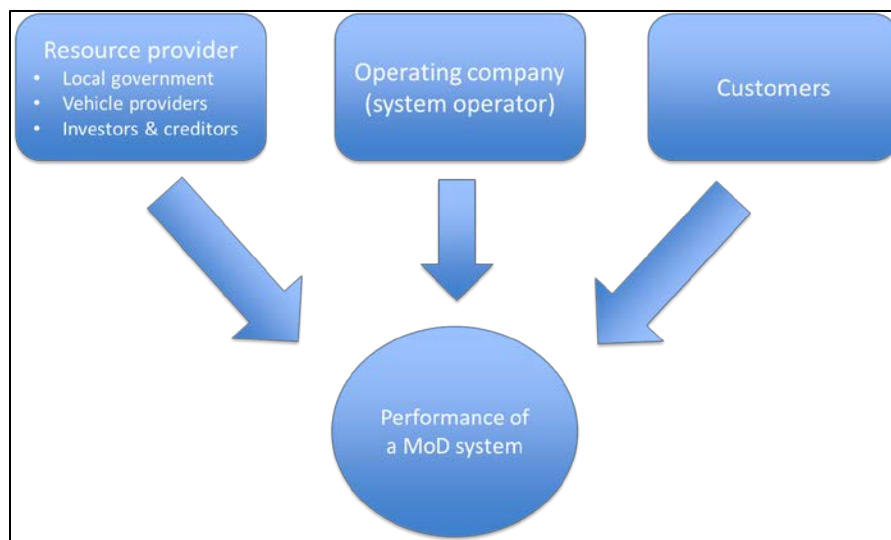 Resource provider
• Local government
• Vehicle providers
• Investors & creditors
Operating company
(system operator)
Customers
Performance of
a MoD system